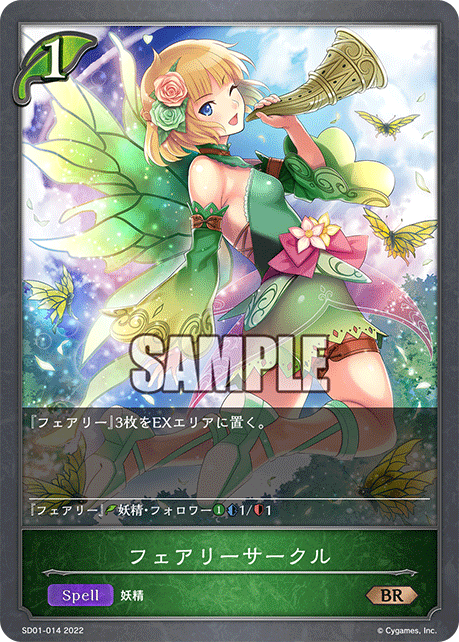 1
SAMPLE
『フェアリー』3枚をEXエリアに置く。
『フェアリー』妖精・フォロワー 1 1/1
フェアリーサークル
Spell 妖精 BR
SD01-014 2022 © Cygames, Inc.